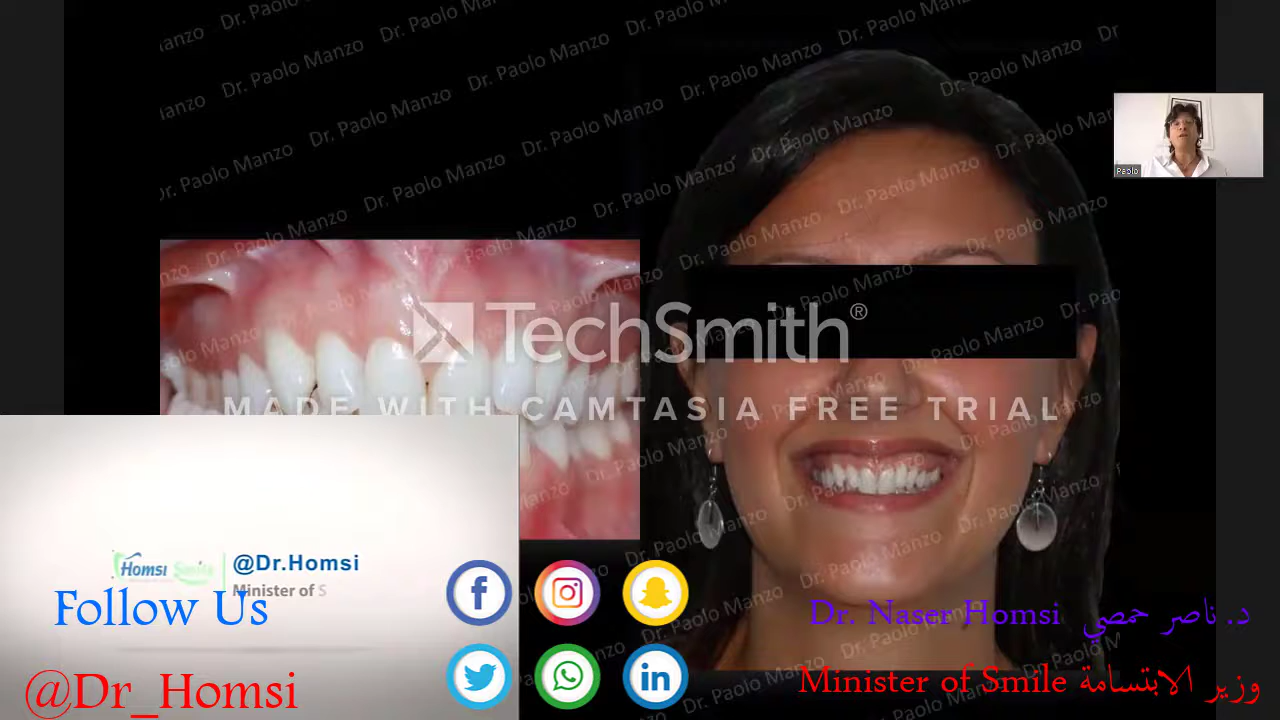 Dr. Paolo Manzo
Paolo
TechSmith®
MADE WITH CAMTASIA FREE TRIAL
Homsi Smile
@Dr.Homsi
Minister of S
Follow Us
@Dr_Homsi
Dr. Naser Homsi د. ناصر حمصي
Minister of Smile وزير الابتسامة